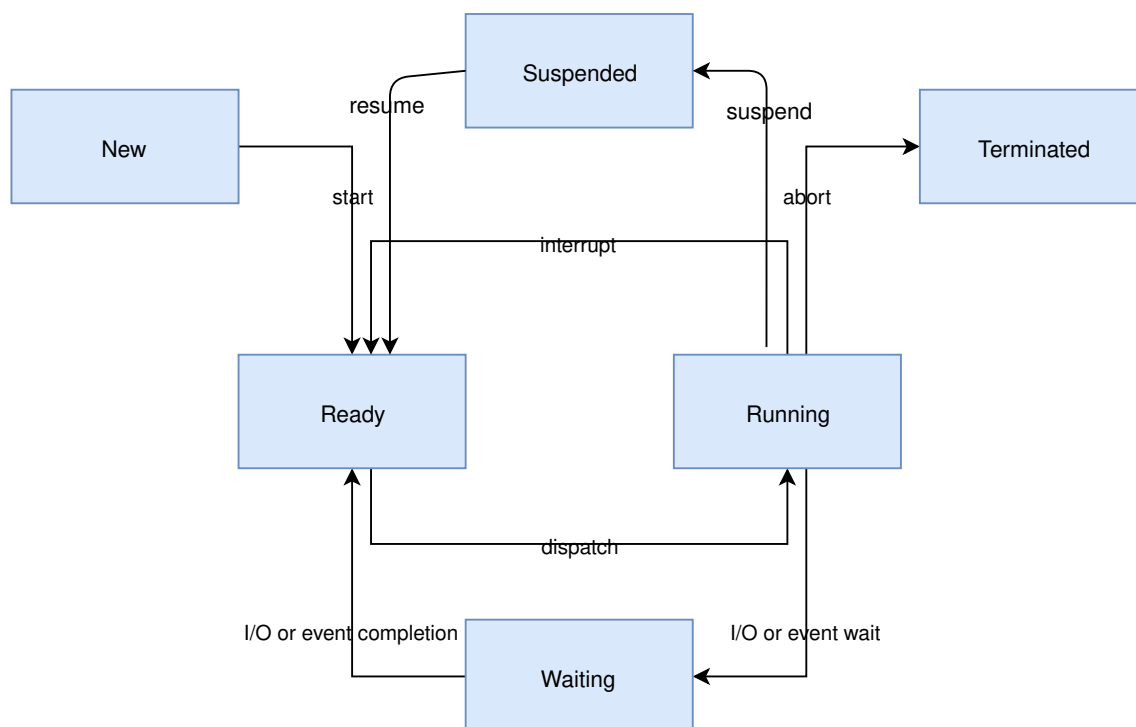 Suspended
resume
suspend
New
Terminated
start
abort
interrupt
Ready
Running
dispatch
I/O or event completion
I/O or event wait
Waiting